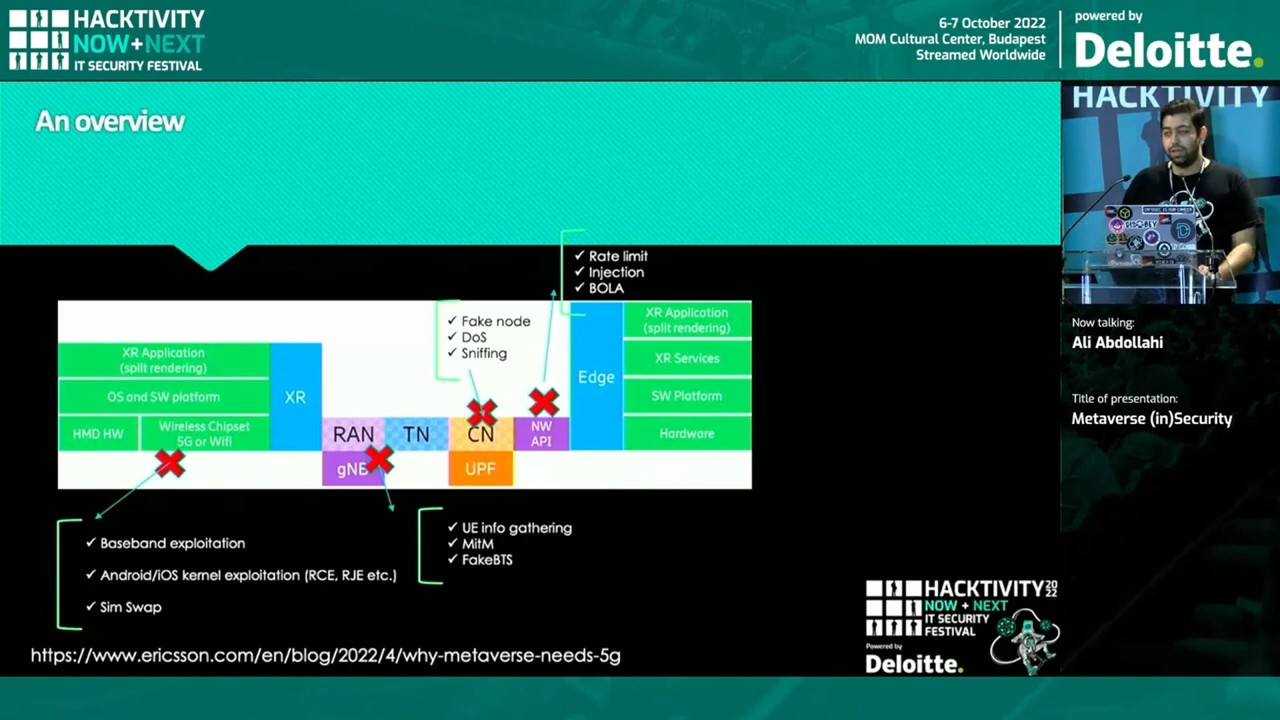 HACKTIVITY
NOW+NEXT
IT SECURITY FESTIVAL
6-7 October 2022
MOM Cultural Center, Budapest
Streamed Worldwide
powered by
Deloitte.
An overview
HACKTIVITY
Now talking:
Ali Abdollahi
Title of presentation:
Metaverse (in)Security
✓ Rate limit
✓ Injection
✓ BOLA
✓ Fake node
✓ DoS
✓ Sniffing
XR Application
(split rendering)
OS and SW platform
HMD HW
Wireless Chipset
5G or Wifi
XR
RAN
TN
CN
NW
API
gNB
UPF
Edge
XR Application
(split rendering)
XR Services
SW Platform
Hardware
✓ Baseband exploitation
✓ Android/iOS kernel exploitation (RCE, RJE etc.)
✓ Sim Swap
✓ UE info gathering
✓ MitM
✓ FakeBTS
https://www.ericsson.com/en/blog/2022/4/why-metaverse-needs-5g
HACKTIVITY 2022
NOW + NEXT
IT SECURITY
FESTIVAL
Powered by
Deloitte.